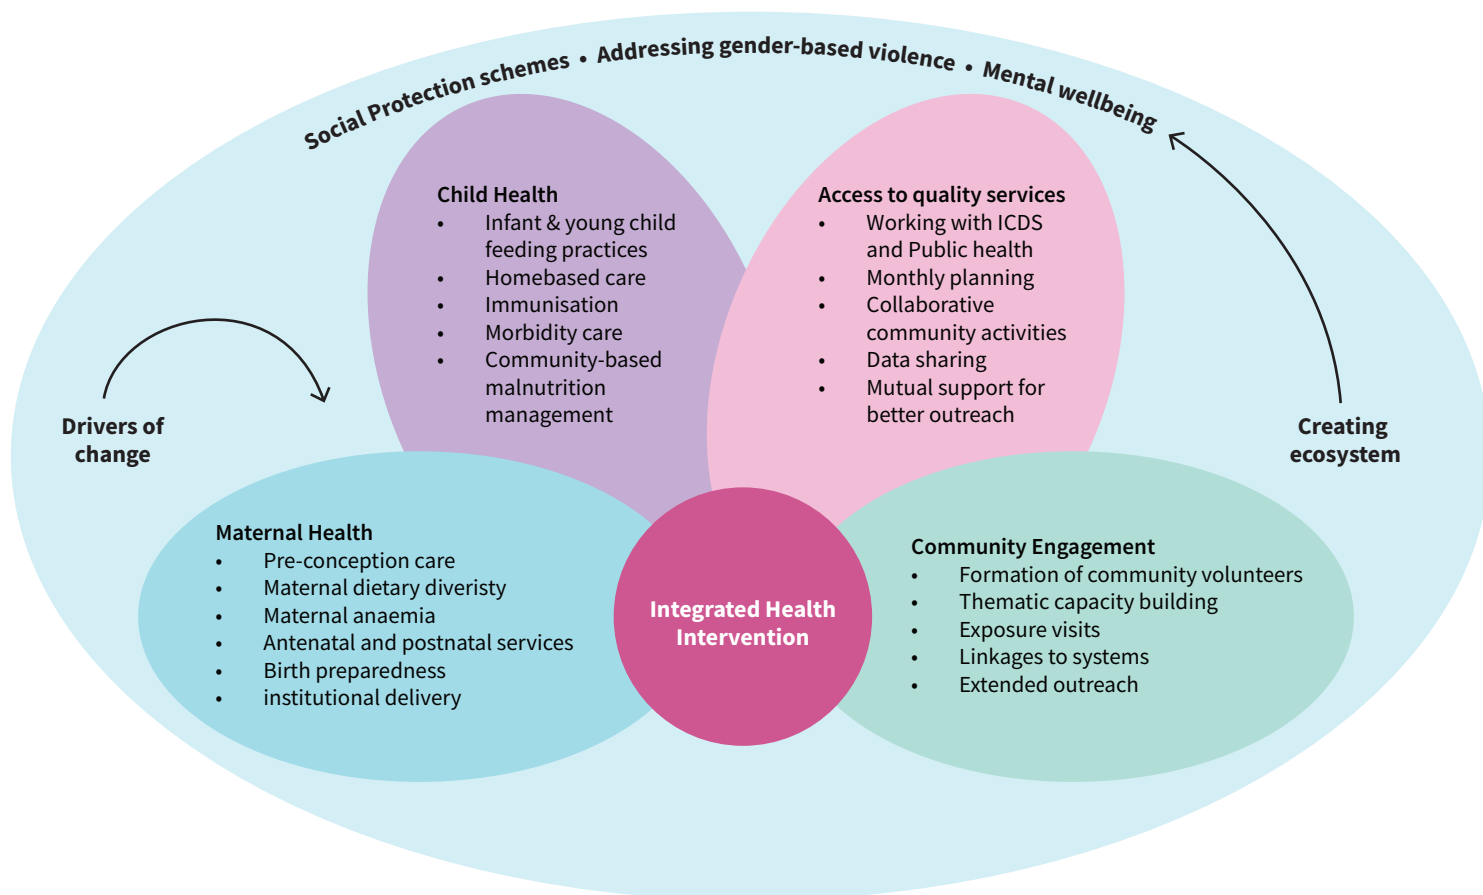 Social Protection schemes • Addressing gender-based violence • Mental wellbeing
Child Health
• Infant & young child
feeding practices
• Homebased care
• Immunisation
• Morbidity care
• Community-based
malnutrition
management
Access to quality services
• Working with ICDS
and Public health
• Monthly planning
• Collaborative
community activities
• Data sharing
• Mutual support for
better outreach
Drivers of
change
Creating
ecosystem
Maternal Health
• Pre-conception care
• Maternal dietary diveristy
• Maternal anaemia
• Antenatal and postnatal services
• Birth preparedness
• institutional delivery
Integrated Health
Intervention
Community Engagement
• Formation of community volunteers
• Thematic capacity building
• Exposure visits
• Linkages to systems
• Extended outreach